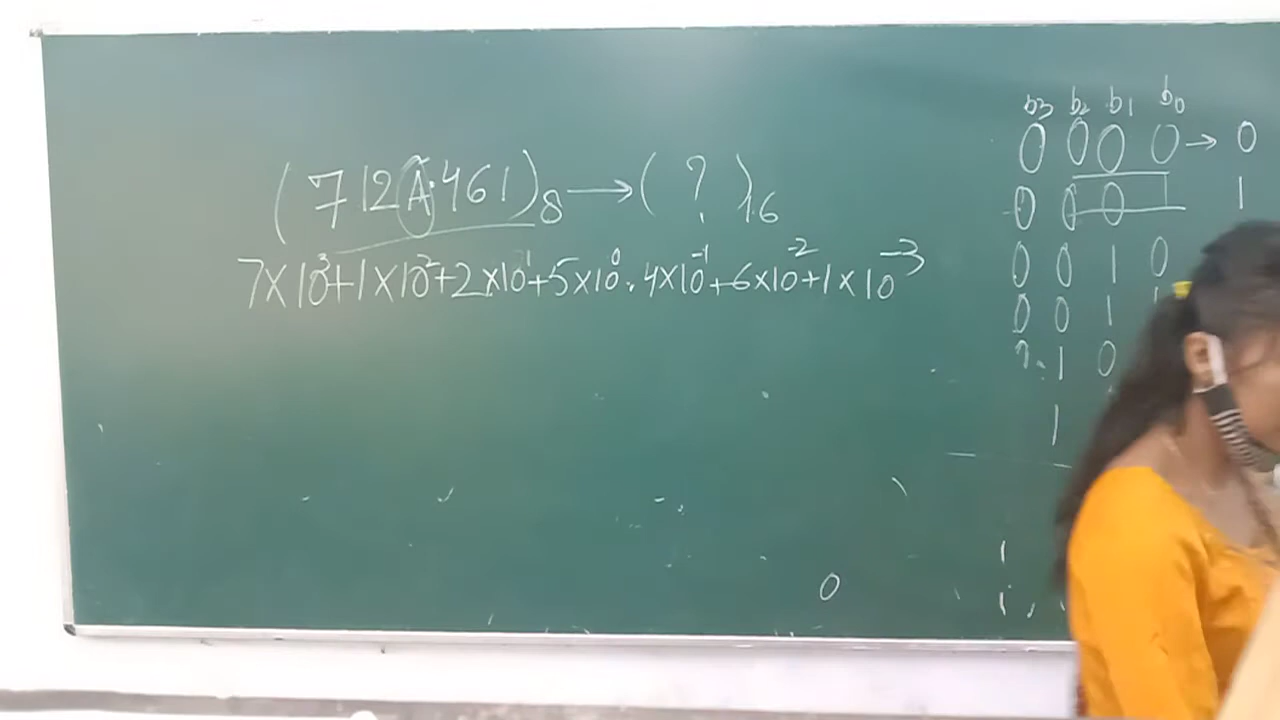 (712A.461)₈ → ( ? )₁₆
7×10³+1×10²+2×10¹+5×10⁰.4×10⁻¹+6×10⁻²+1×10⁻³
b₃ b₂ b₁ b₀
0 0 0 0 → 0
0 0 0 1 1
0 0 1 0
0 0 1
1 0
1
0